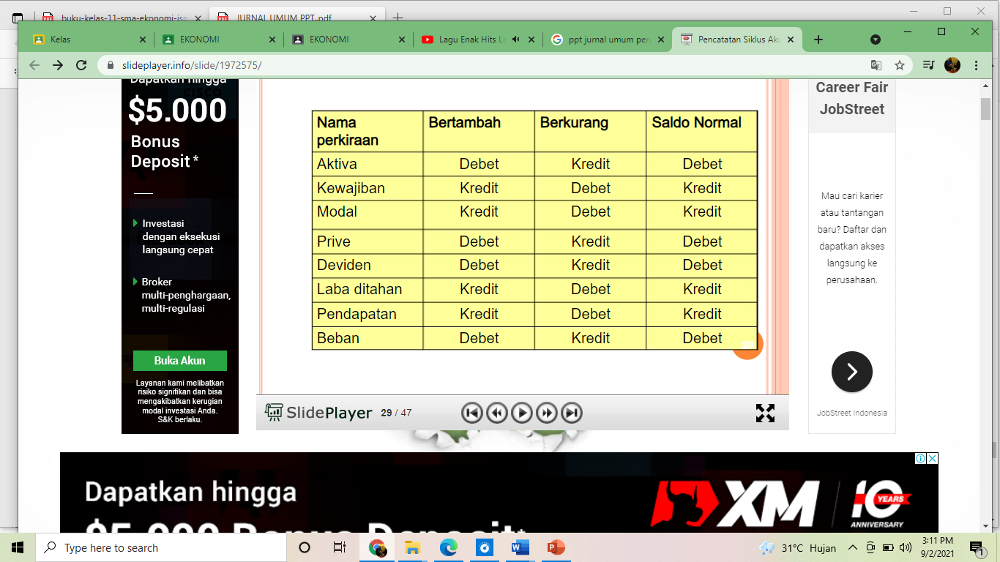 buku-kelas-11-sma-ekonomi-ism
JURNAL UMUM PPT..pdf
Kelas
EKONOMI
EKONOMI
Lagu Enak Hits L
ppt jurnal umum per
Pencatatan Siklus Aku
slideplayer.info/slide/1972575/
Dapatkan hingga
$5.000
Bonus
Deposit*
Investasi
dengan eksekusi
langsung cepat
Broker
multi-penghargaan,
multi-regulasi
Buka Akun
Layanan kami melibatkan
risiko signifikan dan bisa
mengakibatkan kerugian
modal investasi Anda.
S&K berlaku.
Nama perkiraan Bertambah Berkurang Saldo Normal
Aktiva Debet Kredit Debet
Kewajiban Kredit Debet Kredit
Modal Kredit Debet Kredit
Prive Debet Kredit Debet
Deviden Debet Kredit Debet
Laba ditahan Kredit Debet Kredit
Pendapatan Kredit Debet Kredit
Beban Debet Kredit Debet
29
SlidePlayer 29 / 47
Career Fair
JobStreet
Mau cari karier
atau tantangan
baru? Daftar dan
dapatkan akses
langsung ke
perusahaan.
JobStreet Indonesia
Dapatkan hingga
$5.000 Bonus Deposit*
XM
10
YEARS
ANNIVERSARY
Type here to search
31°C Hujan
3:11 PM
9/2/2021
1